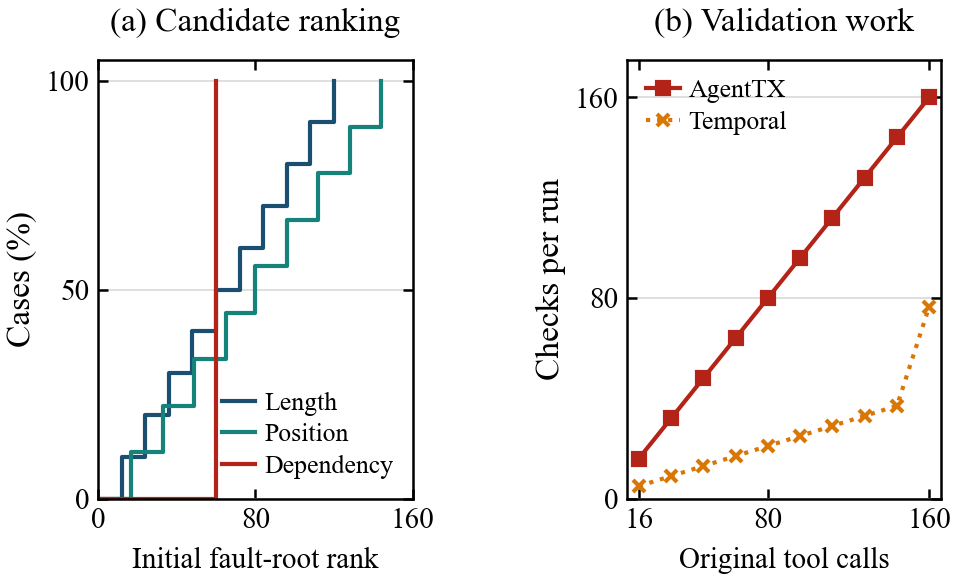 (a) Candidate ranking
Cases (%)
100
50
0
Length
Position
Dependency
0 80 160
Initial fault-root rank
(b) Validation work
Checks per run
160
80
0
AgentTX
Temporal
16 80 160
Original tool calls